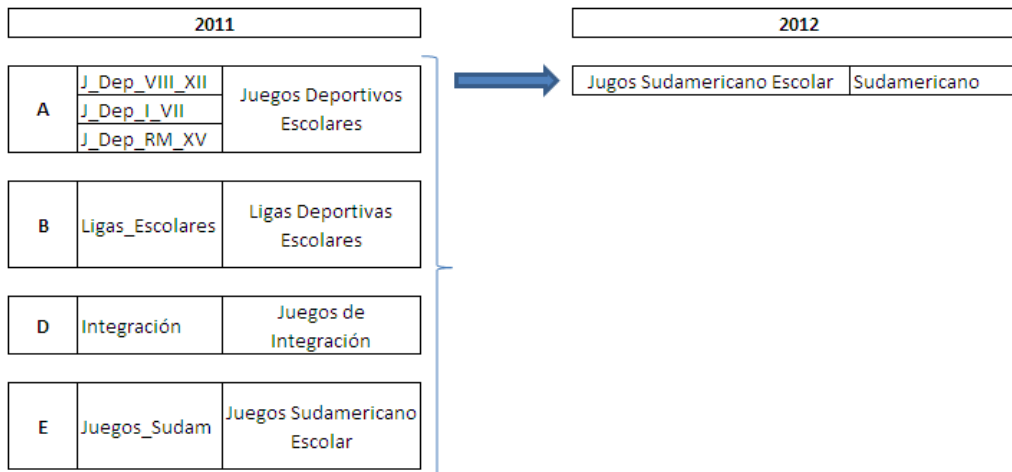 2011
2012
A
J_Dep_VIII_XII
J_Dep_I_VII
J_Dep_RM_XV
Juegos Deportivos
Escolares
Jugos Sudamericano Escolar Sudamericano
B
Ligas_Escolares
Ligas Deportivas
Escolares
D
Integración
Juegos de
Integración
E
Juegos_Sudam
Juegos Sudamericano
Escolar